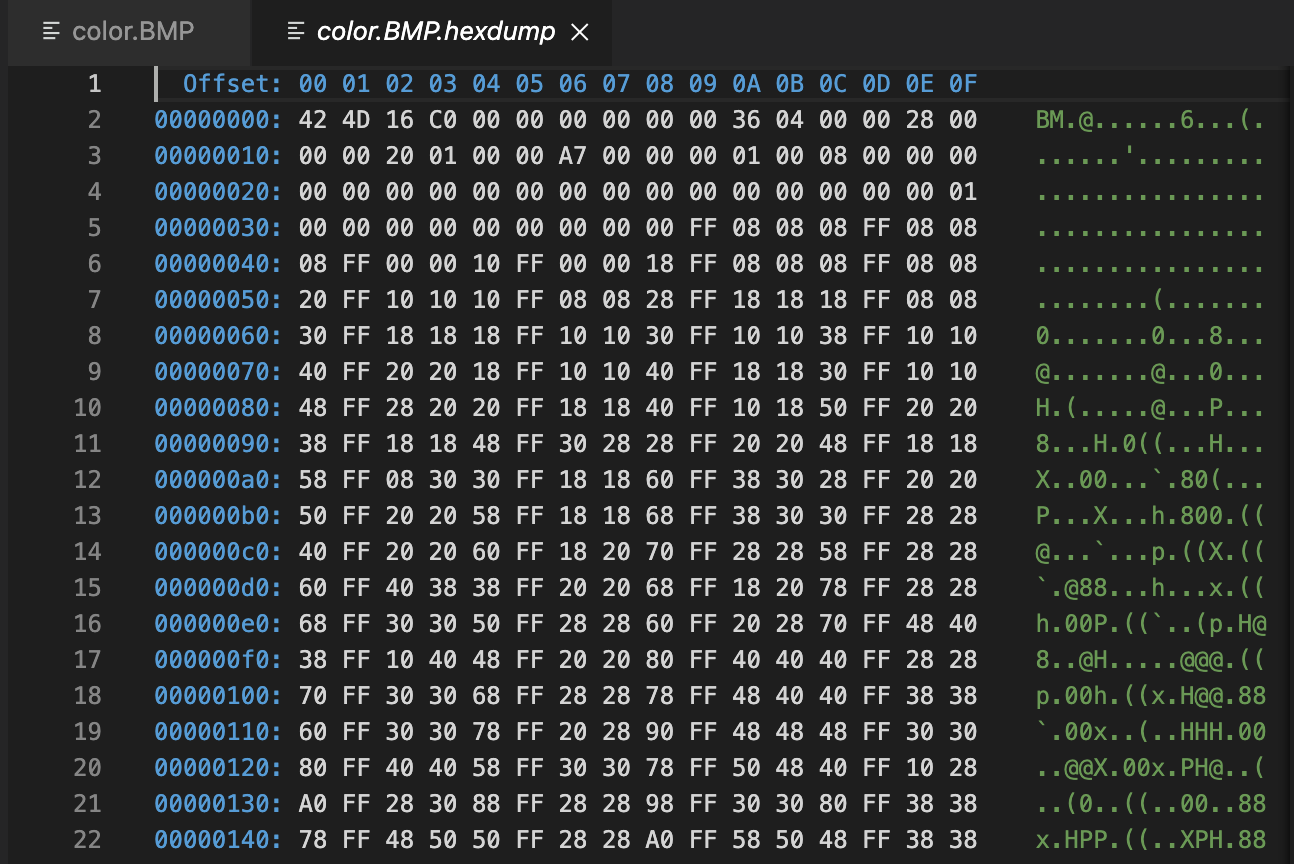 color.BMP color.BMP.hexdump
1 Offset: 00 01 02 03 04 05 06 07 08 09 0A 0B 0C 0D 0E 0F
2 00000000: 42 4D 16 C0 00 00 00 00 00 00 36 04 00 00 28 00 BM.@......6...(.
3 00000010: 00 00 20 01 00 00 A7 00 00 00 01 00 08 00 00 00 ......'.........
4 00000020: 00 00 00 00 00 00 00 00 00 00 00 00 00 00 00 01 ................
5 00000030: 00 00 00 00 00 00 00 00 00 FF 08 08 08 FF 08 08 ................
6 00000040: 08 FF 00 00 10 FF 00 00 18 FF 08 08 08 FF 08 08 ................
7 00000050: 20 FF 10 10 10 FF 08 08 28 FF 18 18 18 FF 08 08 ........(.......
8 00000060: 30 FF 18 18 18 FF 10 10 30 FF 10 10 38 FF 10 10 0.......0...8...
9 00000070: 40 FF 20 20 18 FF 10 10 40 FF 18 18 30 FF 10 10 @.......@...0...
10 00000080: 48 FF 28 20 20 FF 18 18 40 FF 10 18 50 FF 20 20 H.(.....@...P...
11 00000090: 38 FF 18 18 48 FF 30 28 28 FF 20 20 48 FF 18 18 8...H.0((...H...
12 000000a0: 58 FF 08 30 30 FF 18 18 60 FF 38 30 28 FF 20 20 X..00...`.80(...
13 000000b0: 50 FF 20 20 58 FF 18 18 68 FF 38 30 30 FF 28 28 P...X...h.800.((
14 000000c0: 40 FF 20 20 60 FF 18 20 70 FF 28 28 58 FF 28 28 @...`...p.((X.((
15 000000d0: 60 FF 40 38 38 FF 20 20 68 FF 18 20 78 FF 28 28 `.@88...h...x.((
16 000000e0: 68 FF 30 30 50 FF 28 28 60 FF 20 28 70 FF 48 40 h.00P.((`..(p.H@
17 000000f0: 38 FF 10 40 48 FF 20 20 80 FF 40 40 40 FF 28 28 8..@H.....@@@.((
18 00000100: 70 FF 30 30 68 FF 28 28 78 FF 48 40 40 FF 38 38 p.00h.((x.H@@.88
19 00000110: 60 FF 30 30 78 FF 20 28 90 FF 48 48 48 FF 30 30 `.00x..(..HHH.00
20 00000120: 80 FF 40 40 58 FF 30 30 78 FF 50 48 40 FF 10 28 ..@@X.00x.PH@..(
21 00000130: A0 FF 28 30 88 FF 28 28 98 FF 30 30 80 FF 38 38 ..(0..((..00..88
22 00000140: 78 FF 48 50 50 FF 28 28 A0 FF 58 50 48 FF 38 38 x.HPP.((..XPH.88